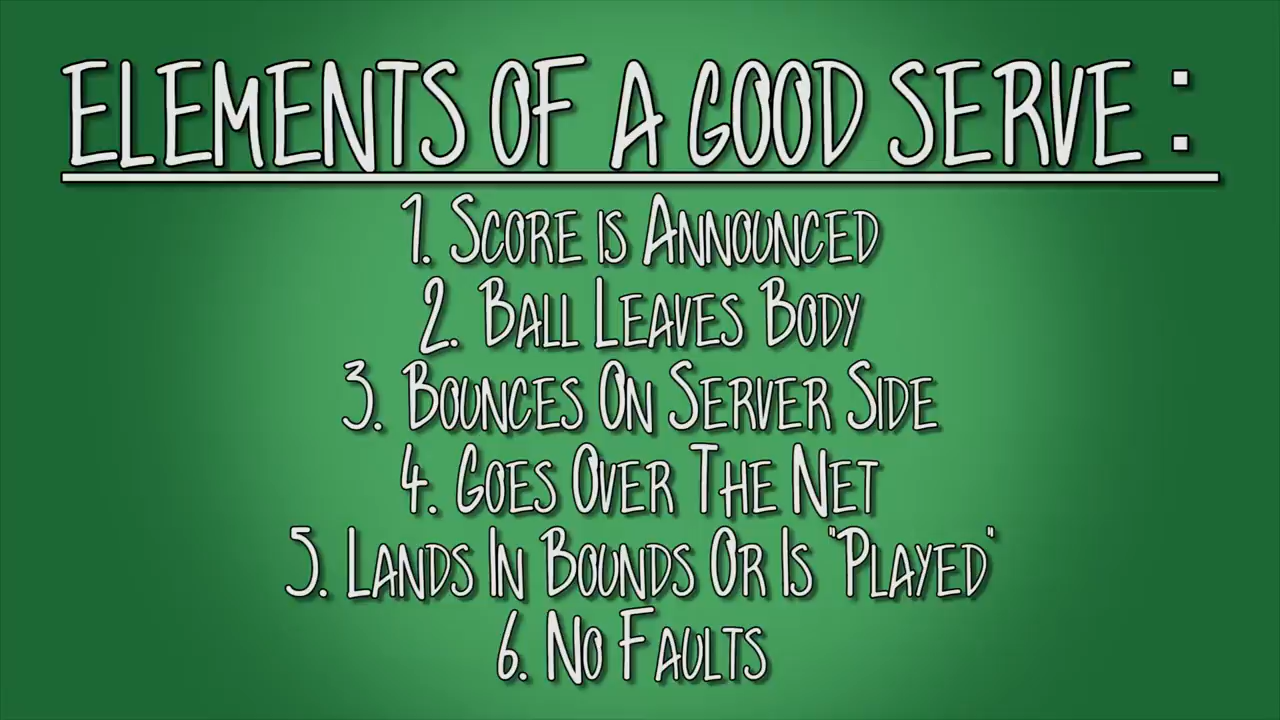 ELEMENTS OF A GOOD SERVE :
1. SCORE IS ANNOUNCED
2. BALL LEAVES BODY
3. BOUNCES ON SERVER SIDE
4. GOES OVER THE NET
5. LANDS IN BOUNDS OR IS "PLAYED"
6. NO FAULTS